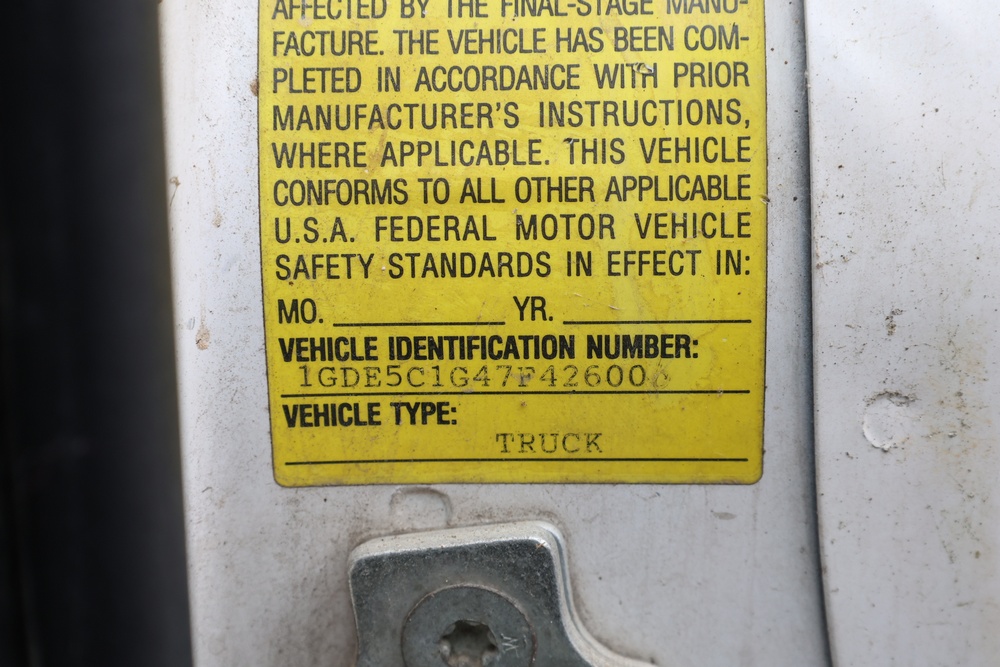 AFFECTED BY THE FINAL-STAGE MANU-
FACTURE. THE VEHICLE HAS BEEN COM-
PLETED IN ACCORDANCE WITH PRIOR
MANUFACTURER'S INSTRUCTIONS,
WHERE APPLICABLE. THIS VEHICLE
CONFORMS TO ALL OTHER APPLICABLE
U.S.A. FEDERAL MOTOR VEHICLE
SAFETY STANDARDS IN EFFECT IN:
MO. YR.
VEHICLE IDENTIFICATION NUMBER:
VEHICLE TYPE:
TRUCK